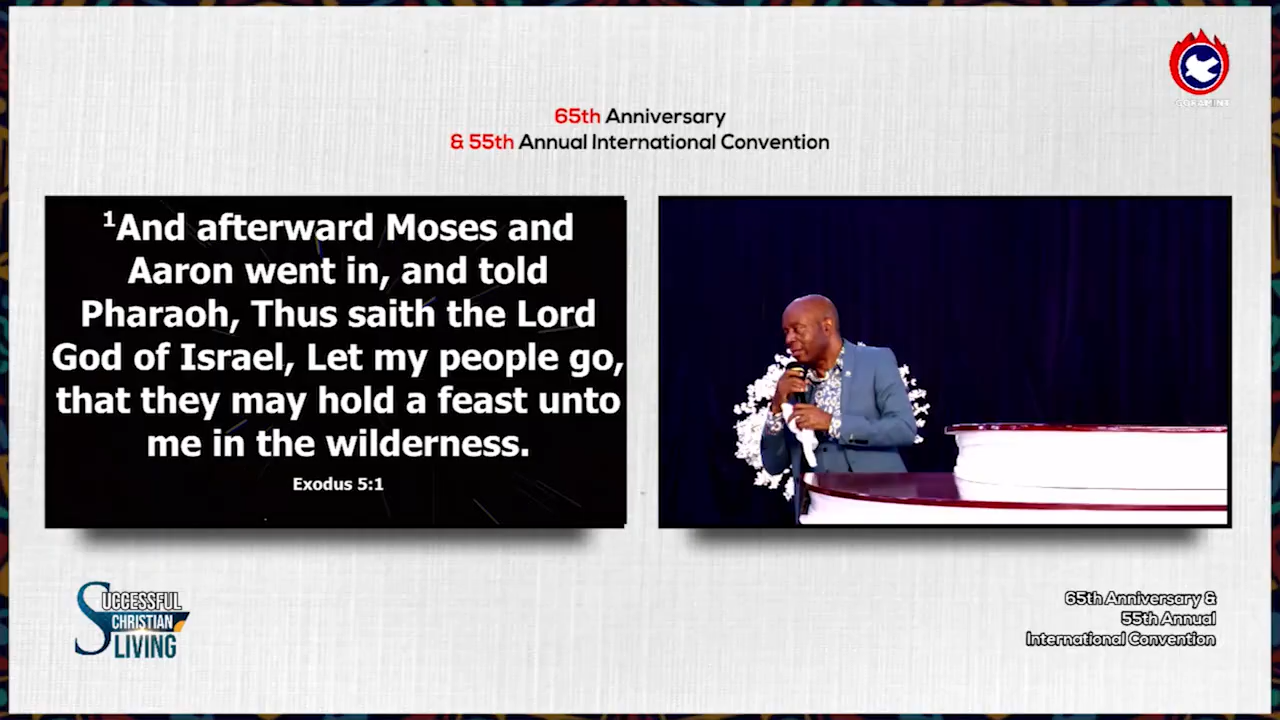 65th Anniversary
& 55th Annual International Convention
¹And afterward Moses and
Aaron went in, and told
Pharaoh, Thus saith the Lord
God of Israel, Let my people go,
that they may hold a feast unto
me in the wilderness.
Exodus 5:1
SUCCESSFUL
CHRISTIAN
LIVING
65th Anniversary &
55th Annual
International Convention